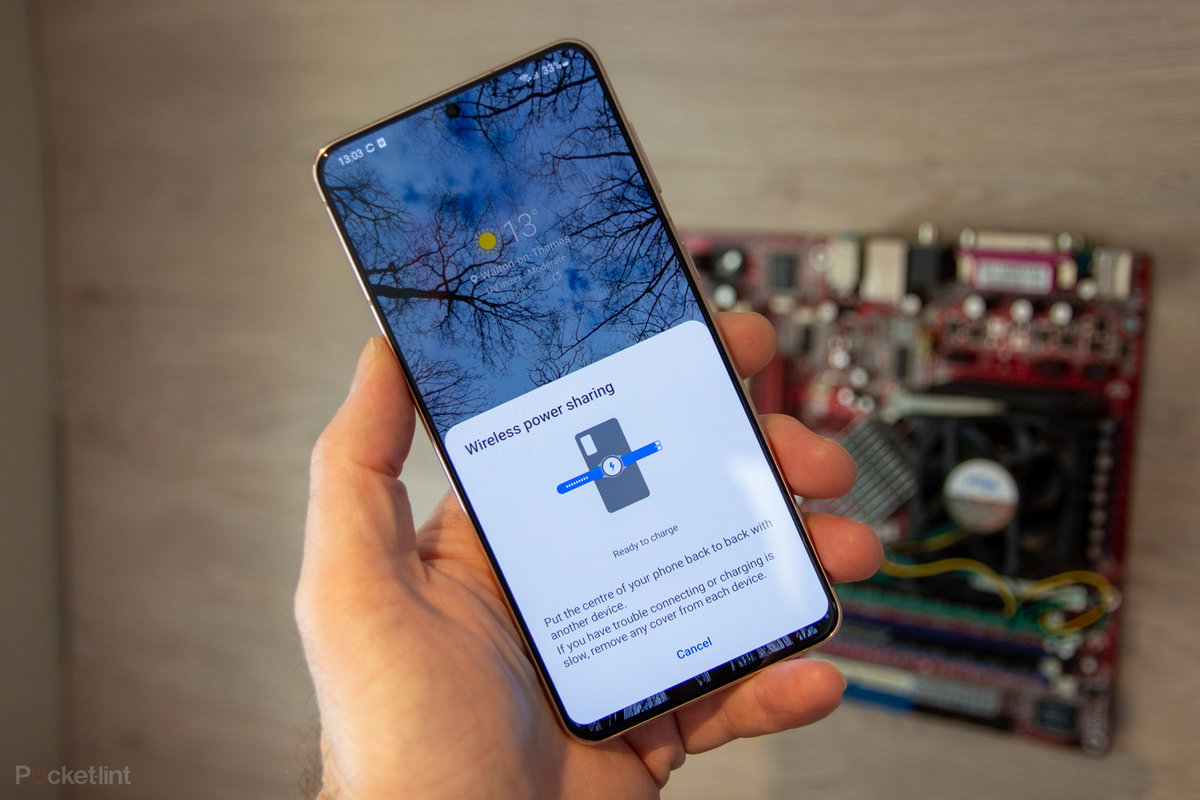 13:03
33%
13°
Walton-on-Thames
Wireless power sharing
Ready to charge
Put the centre of your phone back to back with
another device.
If you have trouble connecting or charging is
slow, remove any cover from each device.
Cancel
intel
Pocketlint